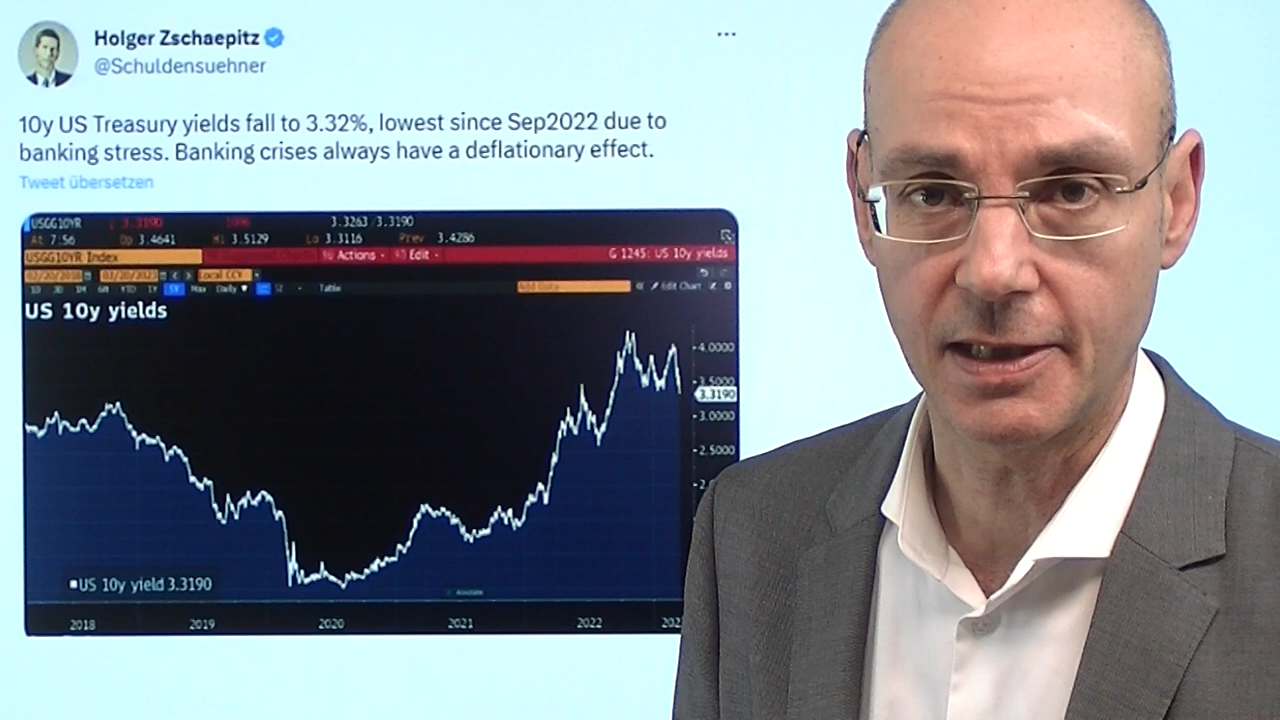 Holger Zschaepitz
@Schuldensuehner
10y US Treasury yields fall to 3.32%, lowest since Sep2022 due to
banking stress. Banking crises always have a deflationary effect.
Tweet übersetzen
USGG10YR 3.3190 3.3263 /3.3190
At 7:56 Op 3.4641 Hi 3.5129 Lo 3.3116 Prev 3.4286
USGG10YR Index Actions Edit G 1245: US 10y yields
Local CCY
1D 3D 1M 6M YTD 1Y 5Y Max Daily Table Add Data Edit Chart
US 10y yields
4.0000
3.5000
3.3190
3.0000
2.5000
US 10y yield 3.3190
2018 2019 2020 2021 2022